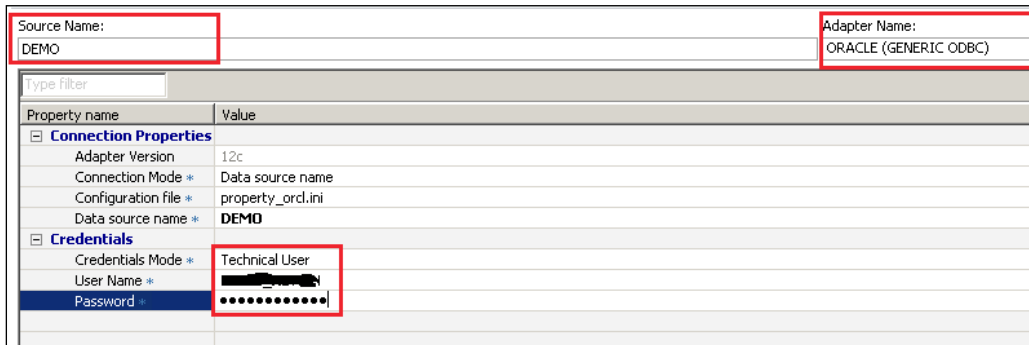 Source Name: Adapter Name:
DEMO ORACLE (GENERIC ODBC)
Type filter
Property name Value
Connection Properties
Adapter Version 12c
Connection Mode * Data source name
Configuration file * property_orcl.ini
Data source name * DEMO
Credentials
Credentials Mode * Technical User
User Name *
Password * ●●●●●●●●●●●●